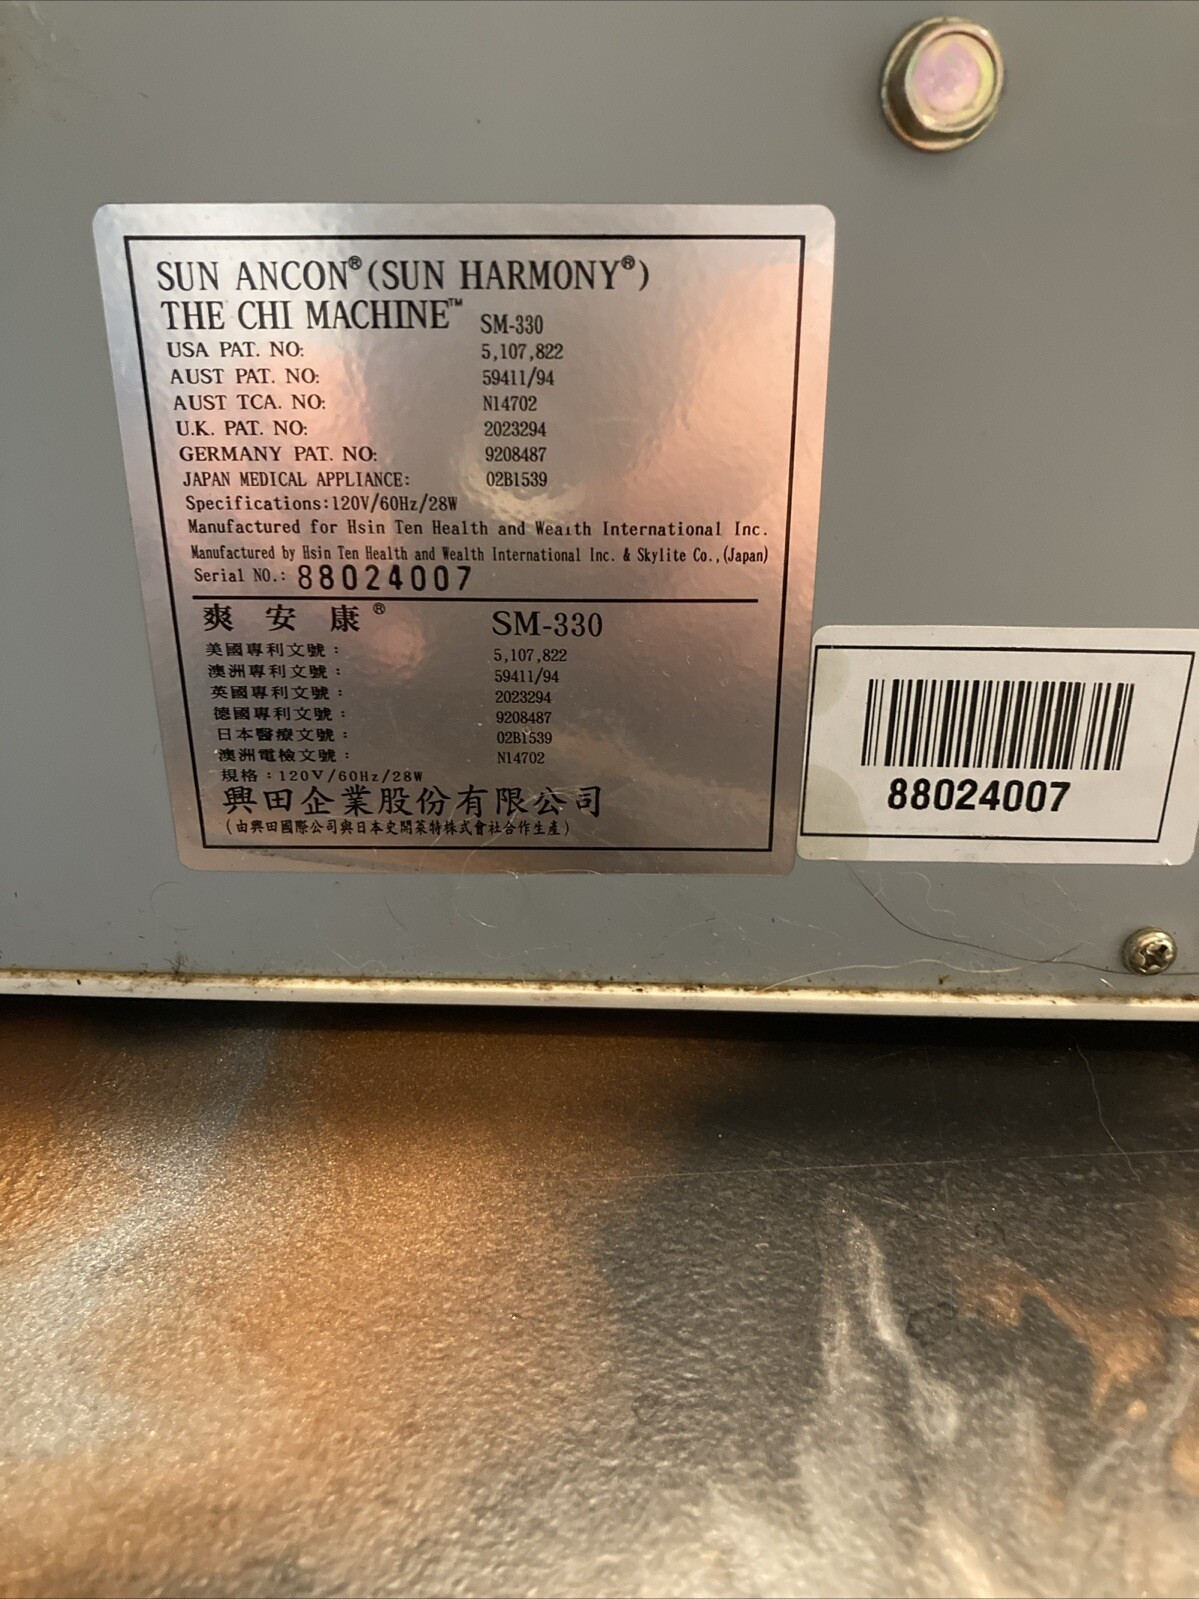 SUN ANCON® (SUN HARMONY®)
THE CHI MACHINE™ SM-330
USA PAT. NO: 5,107,822
AUST PAT. NO: 59411/94
AUST TCA. NO: N14702
U.K. PAT. NO: 2023294
GERMANY PAT. NO: 9208487
JAPAN MEDICAL APPLIANCE: 02B1539
Specifications:120V/60Hz/28W
Manufactured for Hsin Ten Health and Wealth International Inc.
Manufactured by Hsin Ten Health and Wealth International Inc. & Skylite Co.,(Japan)
Serial NO.: 88024007
爽安康® SM-330
美國專利文號: 5,107,822
澳洲專利文號: 59411/94
英國專利文號: 2023294
德國專利文號: 9208487
日本醫療文號: 02B1539
澳洲電檢文號: N14702
規格:120V/60Hz/28W
興田企業股份有限公司
(由興田國際公司與日本史開萊特株式會社合作生產)
88024007